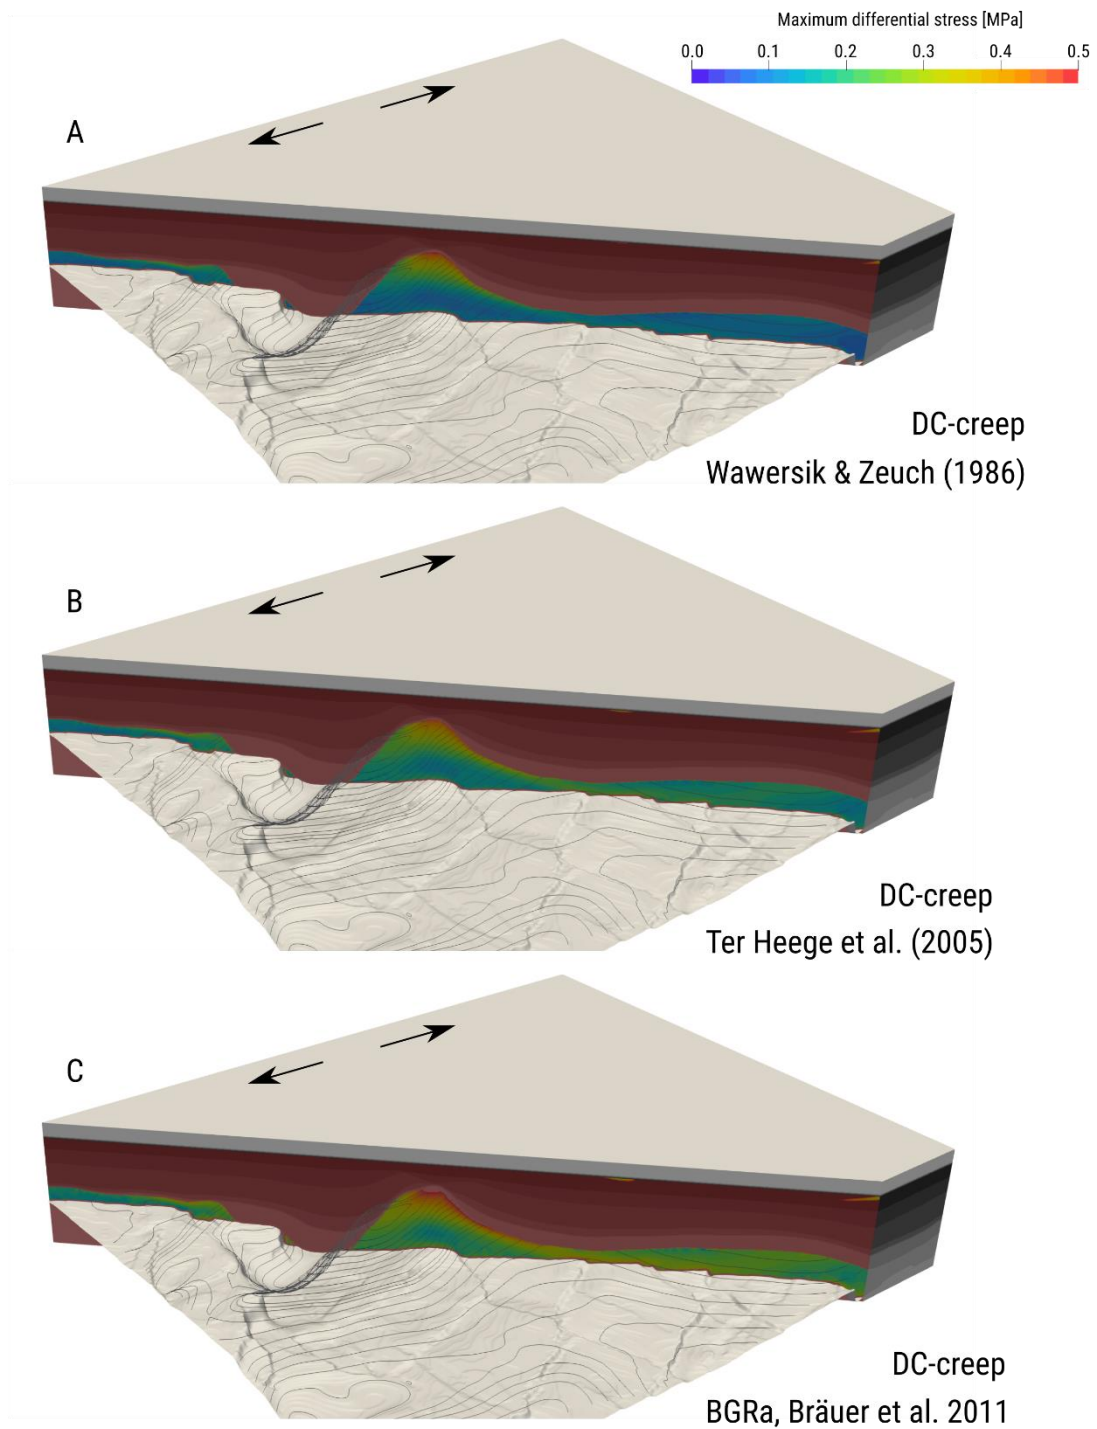 Maximum differential stress [MPa]
0.0 0.1 0.2 0.3 0.4 0.5
A
DC-creep
Wawersik & Zeuch (1986)
B
DC-creep
Ter Heege et al. (2005)
C
DC-creep
BGRa, Bräuer et al. 2011